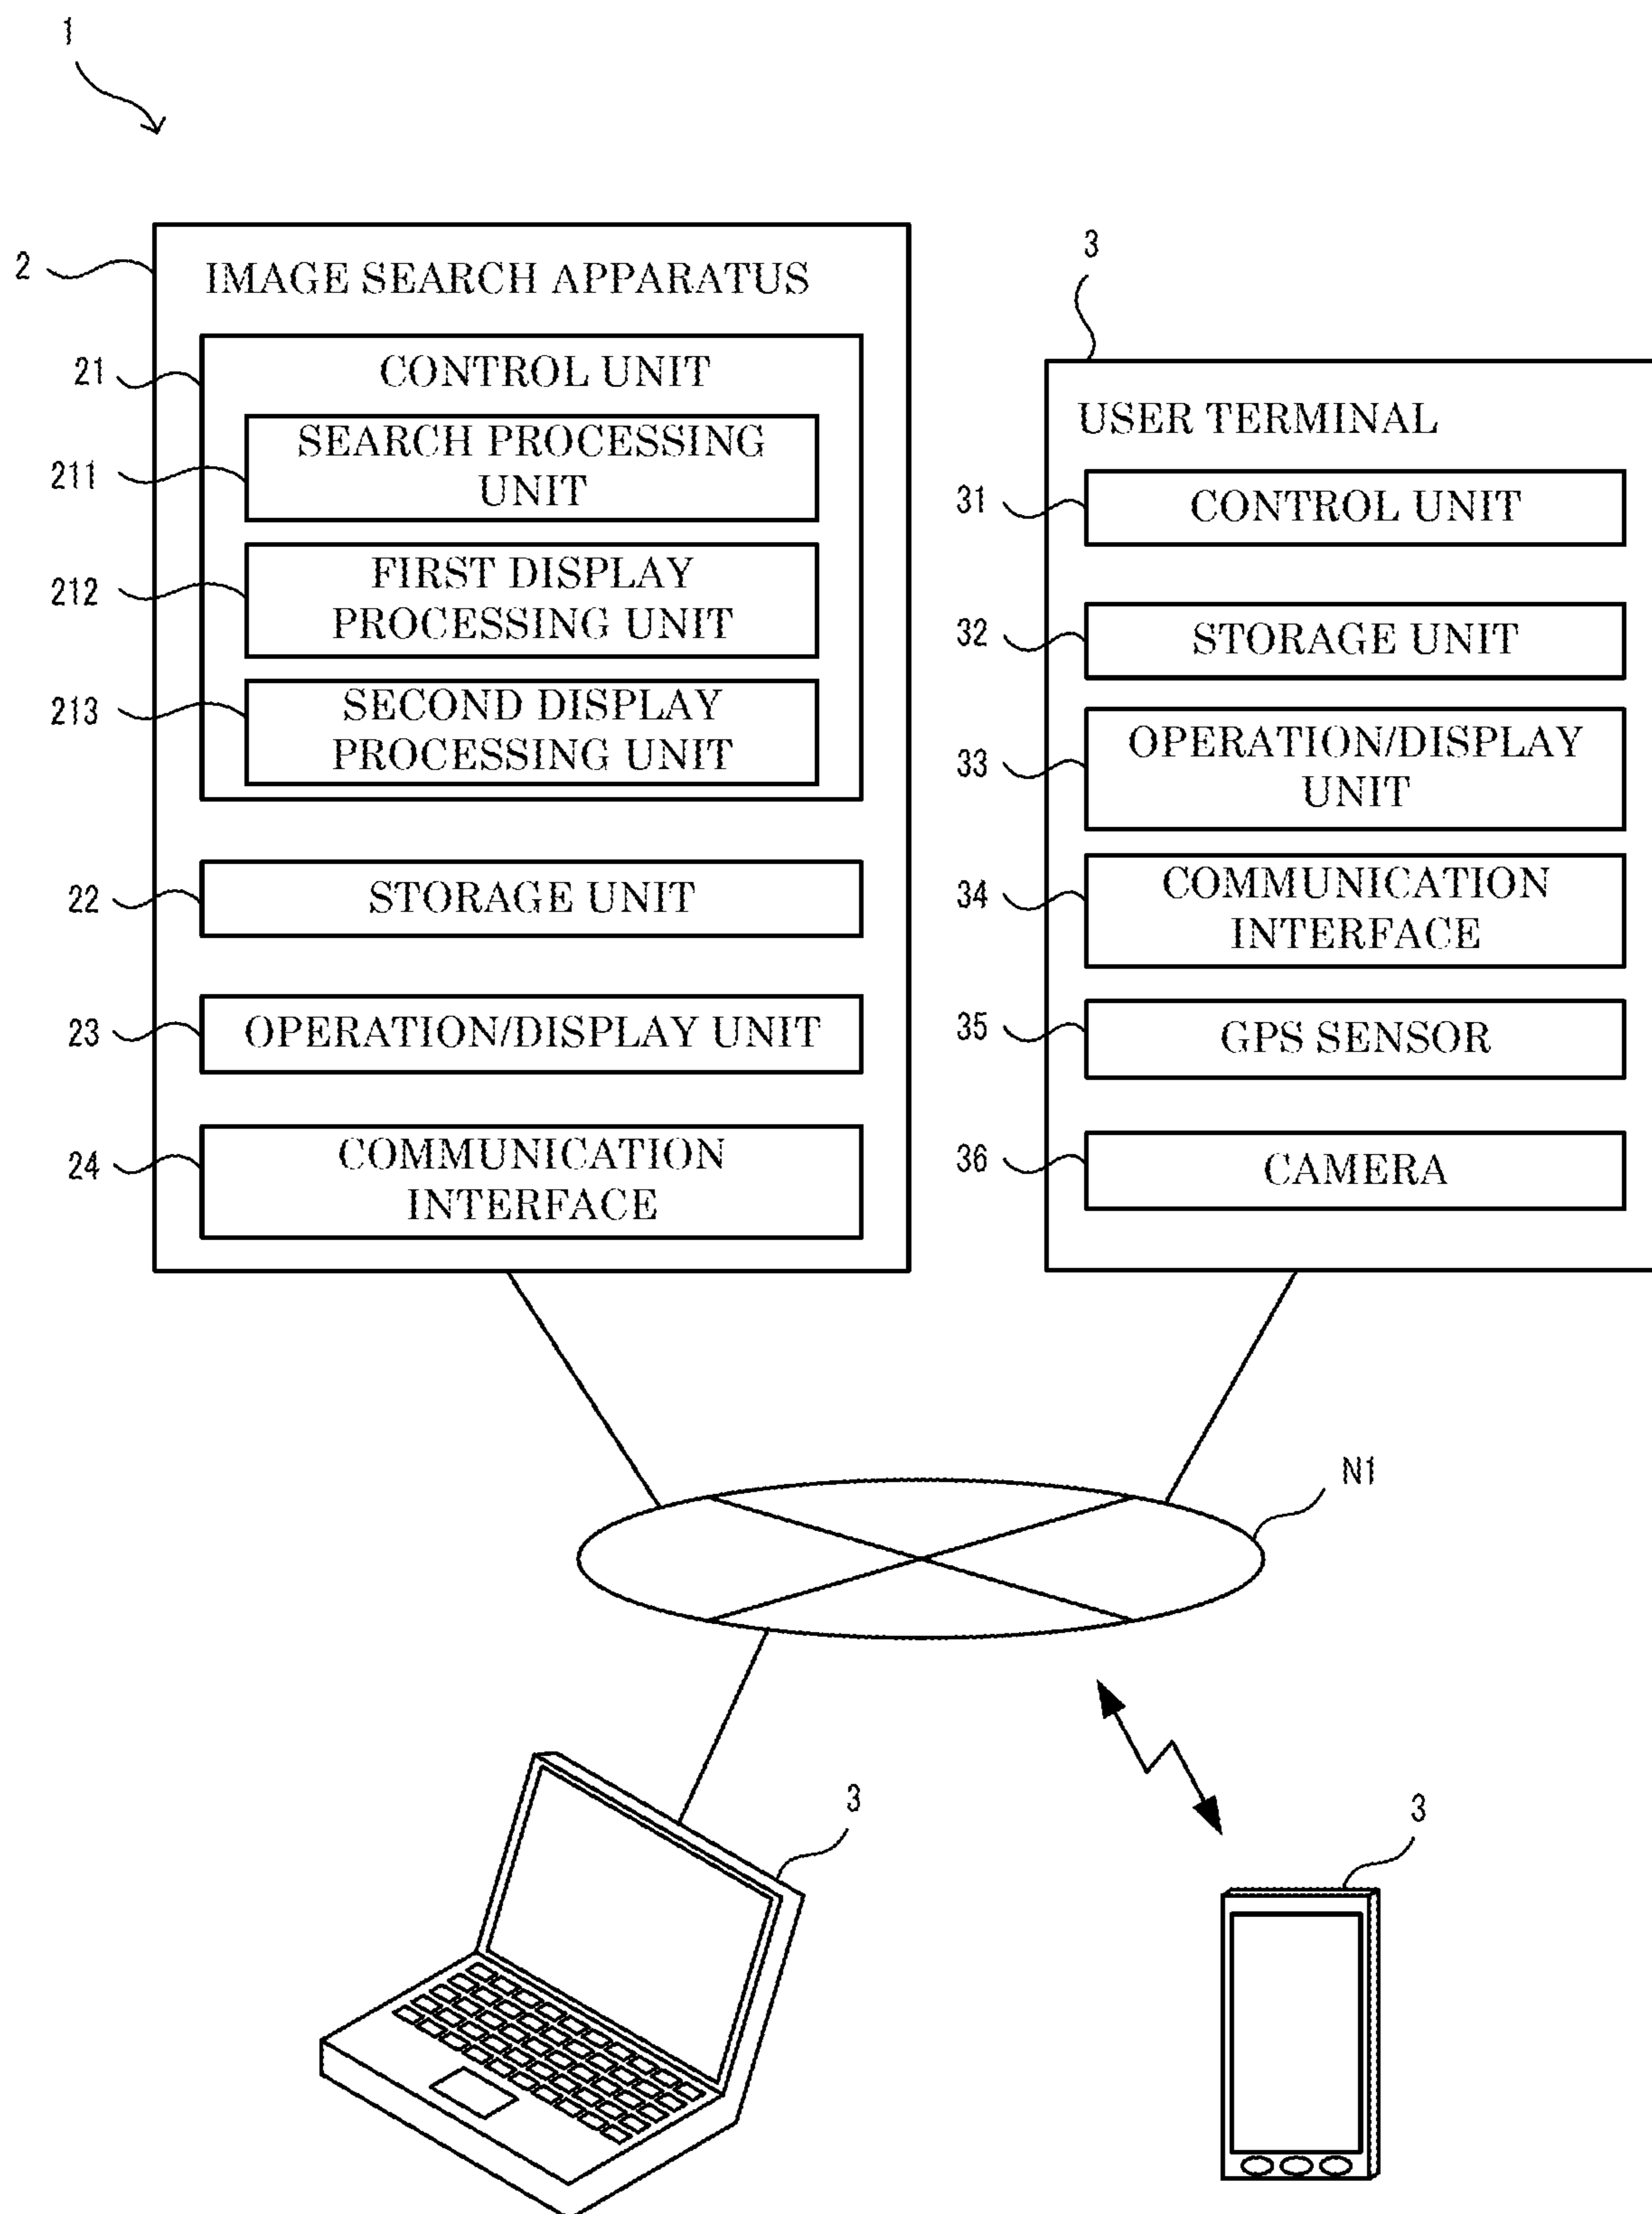 1
2
IMAGE SEARCH APPARATUS
21
CONTROL UNIT
211
SEARCH PROCESSING
UNIT
212
FIRST DISPLAY
PROCESSING UNIT
213
SECOND DISPLAY
PROCESSING UNIT
22
STORAGE UNIT
23
OPERATION/DISPLAY UNIT
24
COMMUNICATION
INTERFACE
3
USER TERMINAL
31
CONTROL UNIT
32
STORAGE UNIT
33
OPERATION/DISPLAY
UNIT
34
COMMUNICATION
INTERFACE
35
GPS SENSOR
36
CAMERA
N1
3
3